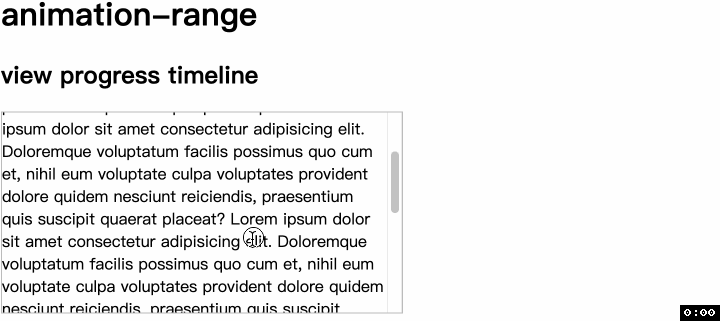 animation-range
view progress timeline
ipsum dolor sit amet consectetur adipisicing elit.
Doloremque voluptatum facilis possimus quo cum
et, nihil eum voluptate culpa voluptates provident
dolore quidem nesciunt reiciendis, praesentium
quis suscipit quaerat placeat? Lorem ipsum dolor
sit amet consectetur adipisicing elit. Doloremque
voluptatum facilis possimus quo cum et, nihil eum
voluptate culpa voluptates provident dolore quidem
nesciunt reiciendis, praesentium quis suscipit
0:00